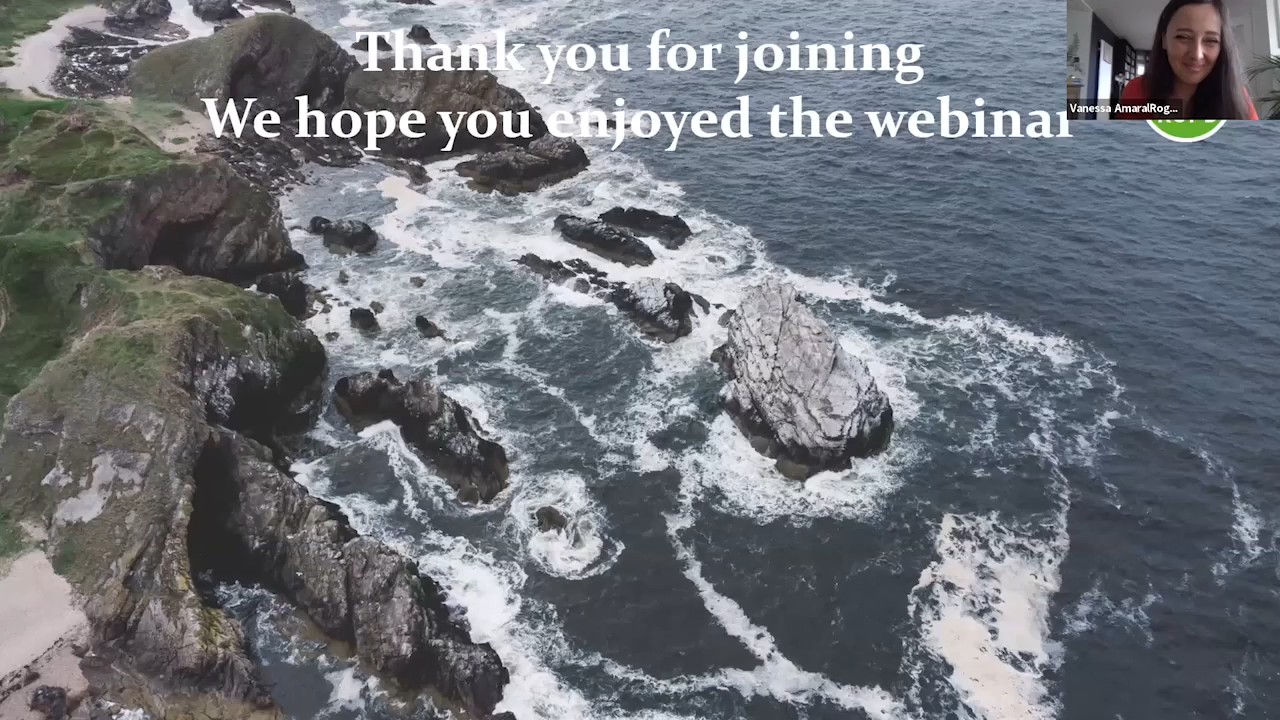 Thank you for joining
We hope you enjoyed the webinar
Vanessa AmaralRog...